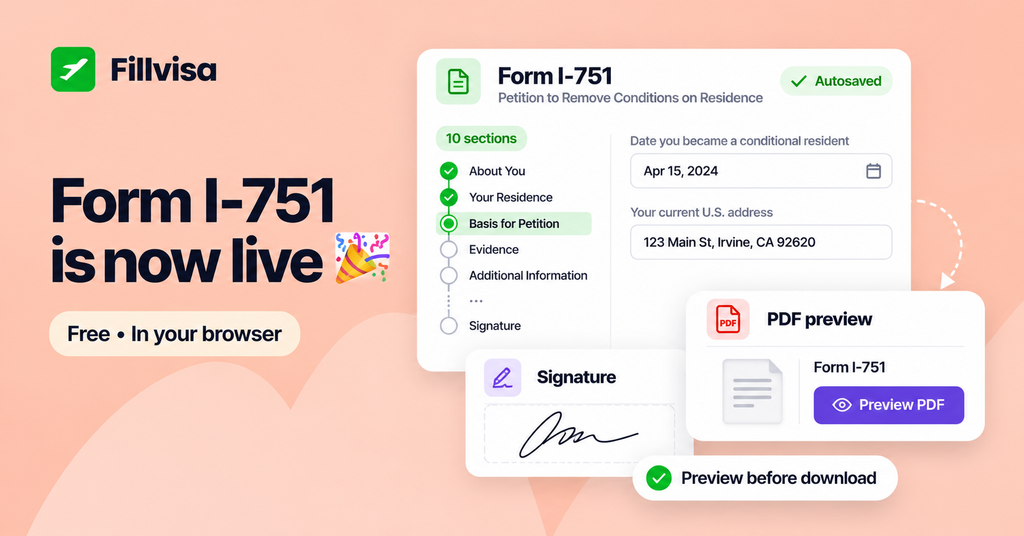 Fillvisa
Form I-751
is now live
Free • In your browser
Form I-751
Petition to Remove Conditions on Residence
Autosaved
10 sections
About You
Your Residence
Basis for Petition
Evidence
Additional Information
...
Signature
Date you became a conditional resident
Apr 15, 2024
Your current U.S. address
123 Main St, Irvine, CA 92620
Signature
PDF
PDF preview
Form I-751
Preview PDF
Preview before download